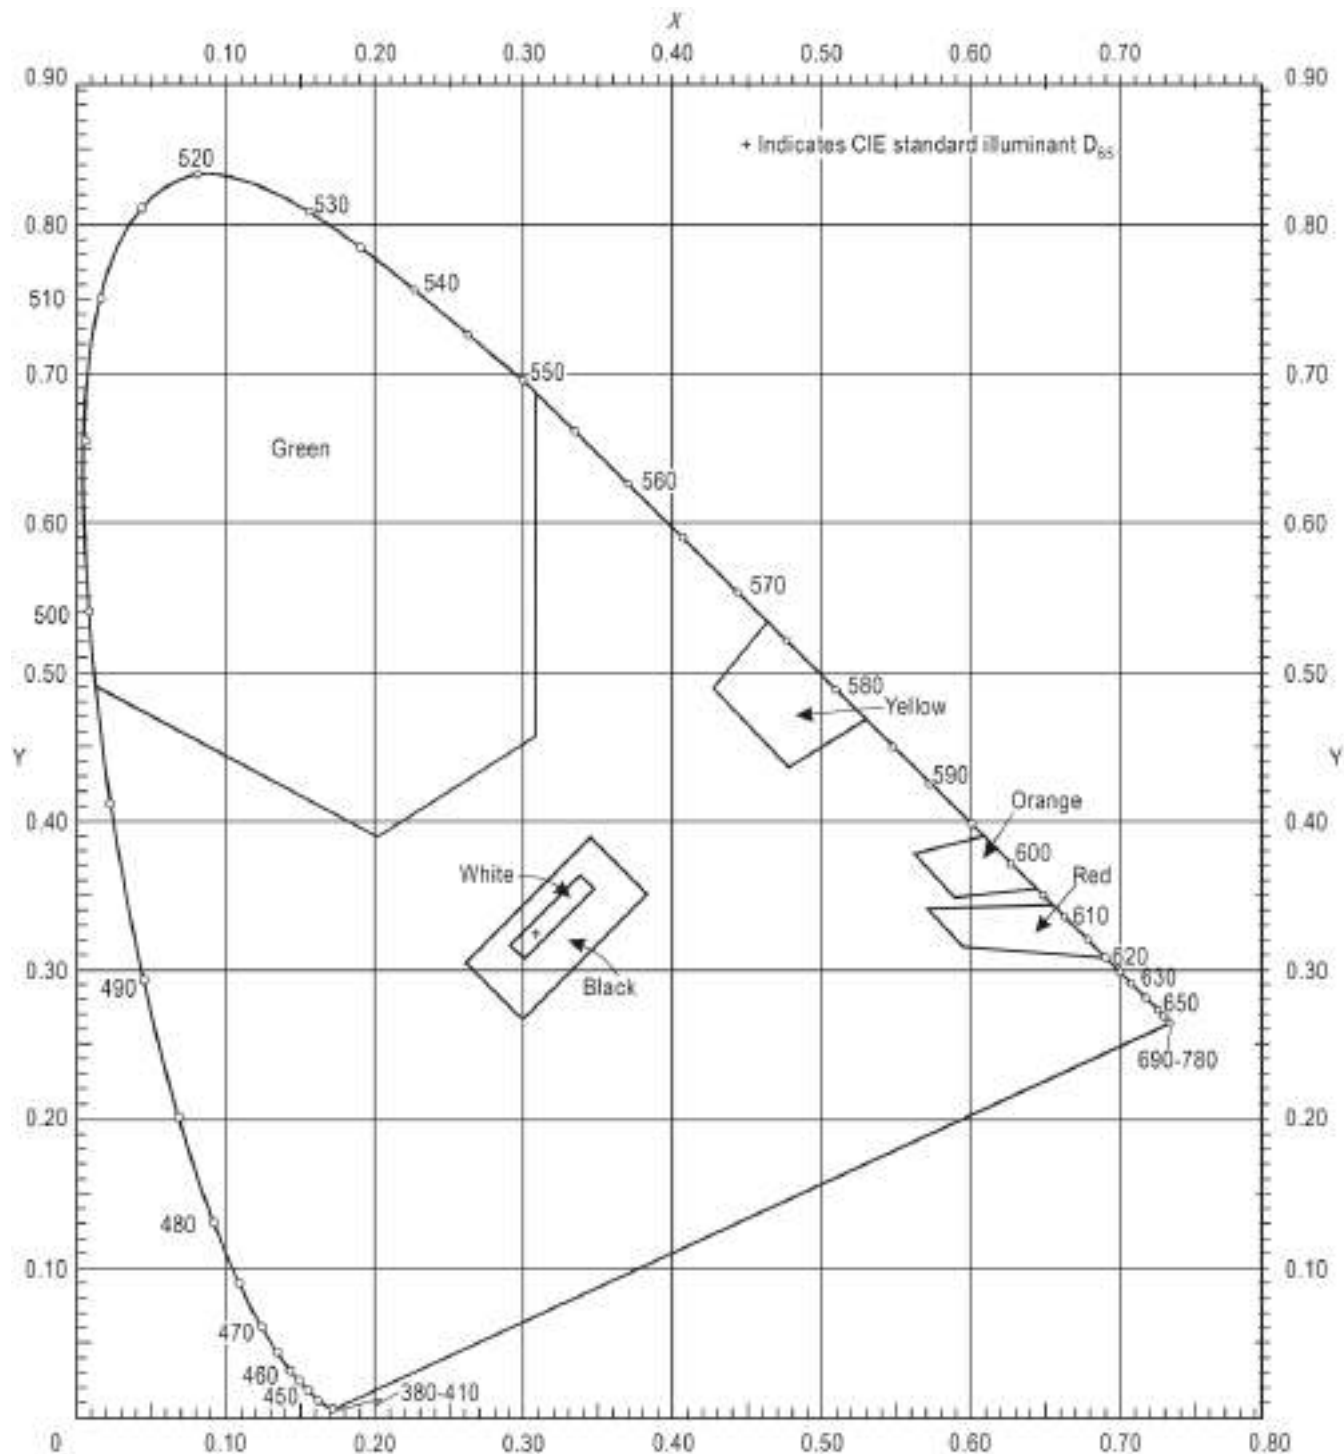 X
0.10 0.20 0.30 0.40 0.50 0.60 0.70
0.90 0.90
+ Indicates CIE standard illuminant D65
520
530
0.80 0.80
540
510
550
0.70 0.70
Green
560
0.60 0.60
570
500
0.50 0.50
580
Yellow
Y Y
590
Orange
0.40 0.40
600
White Red
610
620
0.30 0.30
630
490 Black
650
690-780
0.20 0.20
480
0.10 0.10
470
460
450 380-410
0 0.10 0.20 0.30 0.40 0.50 0.60 0.70 0.80